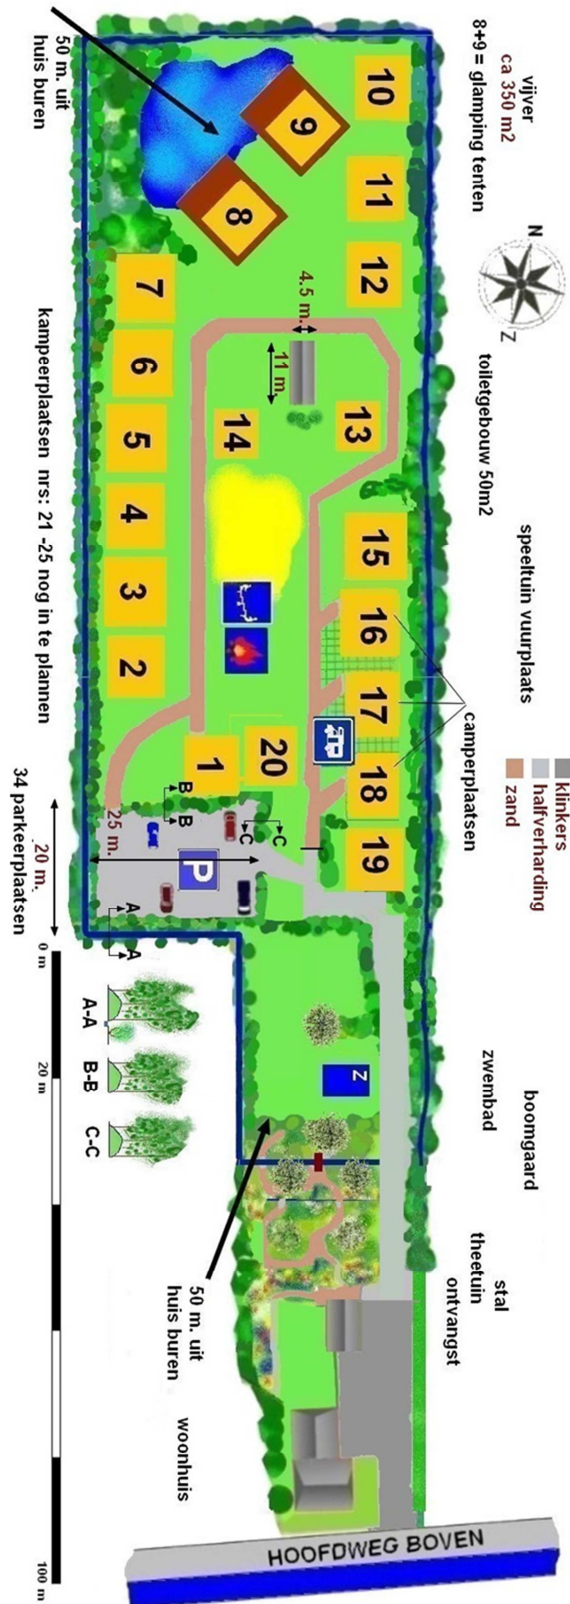 vijver
ca 350 m2
8+9 = glamping tenten
50 m. uit
huis buren
N
Z
toiletgebouw 50m2
speeltuin vuurplaats
camperplaatsen
klinkers
halfverharding
zand
zwembad
boomgaard
theetuin
stal
ontvangst
10
11
12
13
15
16
17
18
19
9
8
4.5 m.
11 m.
14
20
1
7
6
5
4
3
2
Z
P
25 m.
B
B
C
C
A
A
kampeerplaatsen nrs: 21 -25 nog in te plannen
34 parkeerplaatsen
20 m.
A-A
B-B
C-C
50 m. uit
huis buren
woonhuis
0 m
20 m
100 m
HOOFDWEG BOVEN